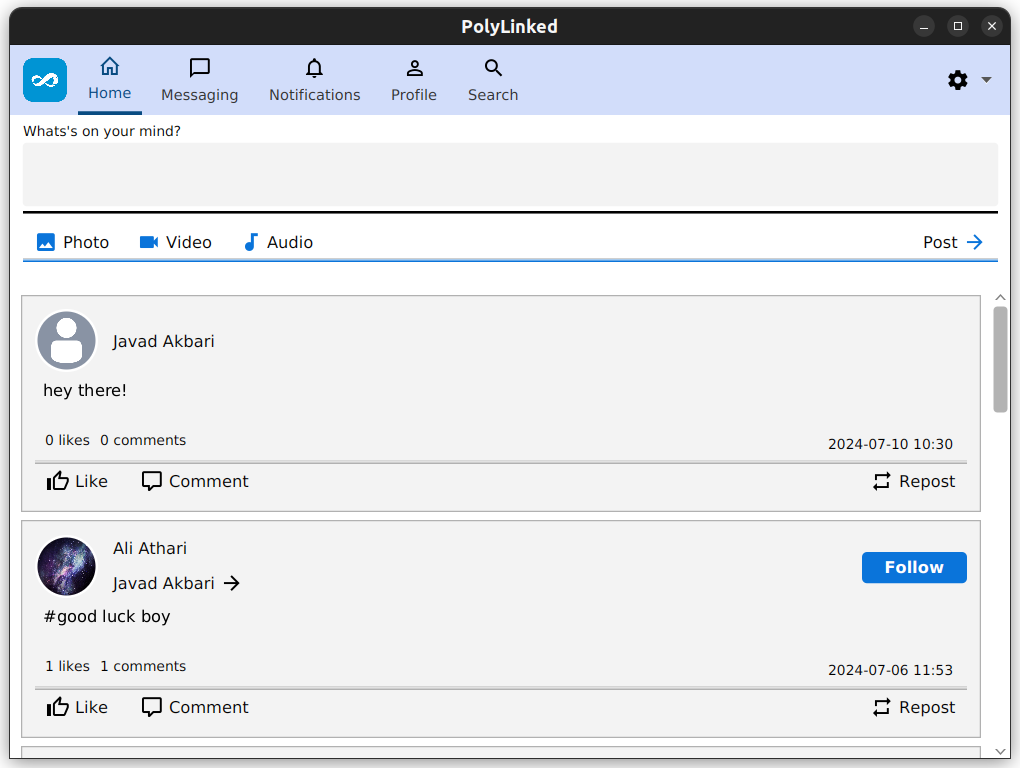 PolyLinked
Home
Messaging
Notifications
Profile
Search
Whats's on your mind?
Photo Video Audio Post
Javad Akbari
hey there!
0 likes 0 comments
2024-07-10 10:30
Like Comment Repost
Ali Athari
Javad Akbari
Follow
#good luck boy
1 likes 1 comments
2024-07-06 11:53
Like Comment Repost